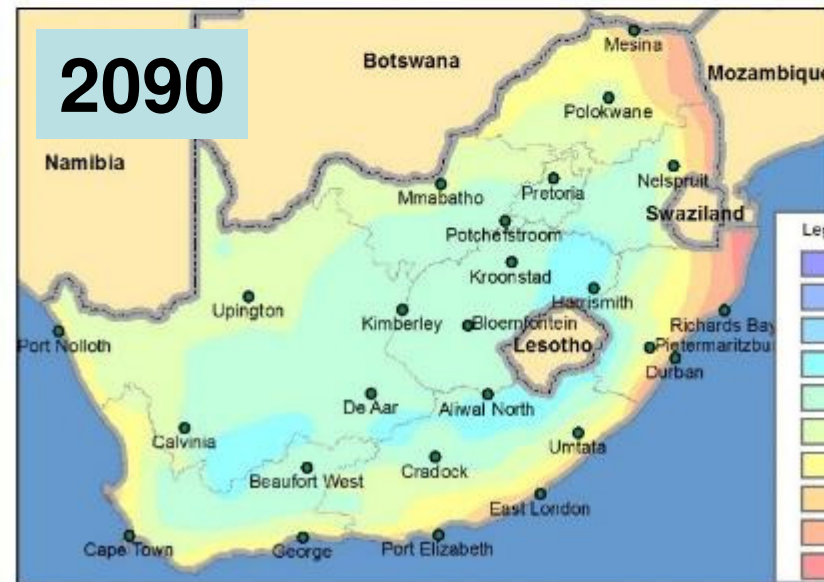 2090
Mesina
Botswana
Mozambique
Polokwane
Namibia
Nelspruit
Mmabatho
Pretoria
Swaziland
Potchefstroom
Leg
Kroonstad
Upington
Harrismith
Kimberley
Bloemfontein
Richards Bay
Port Nolloth
Lesotho
Pietermaritzbu
Durban
De Aar
Aliwal North
Calvinia
Umtata
Beaufort West
Cradock
East London
Cape Town
George
Port Elizabeth